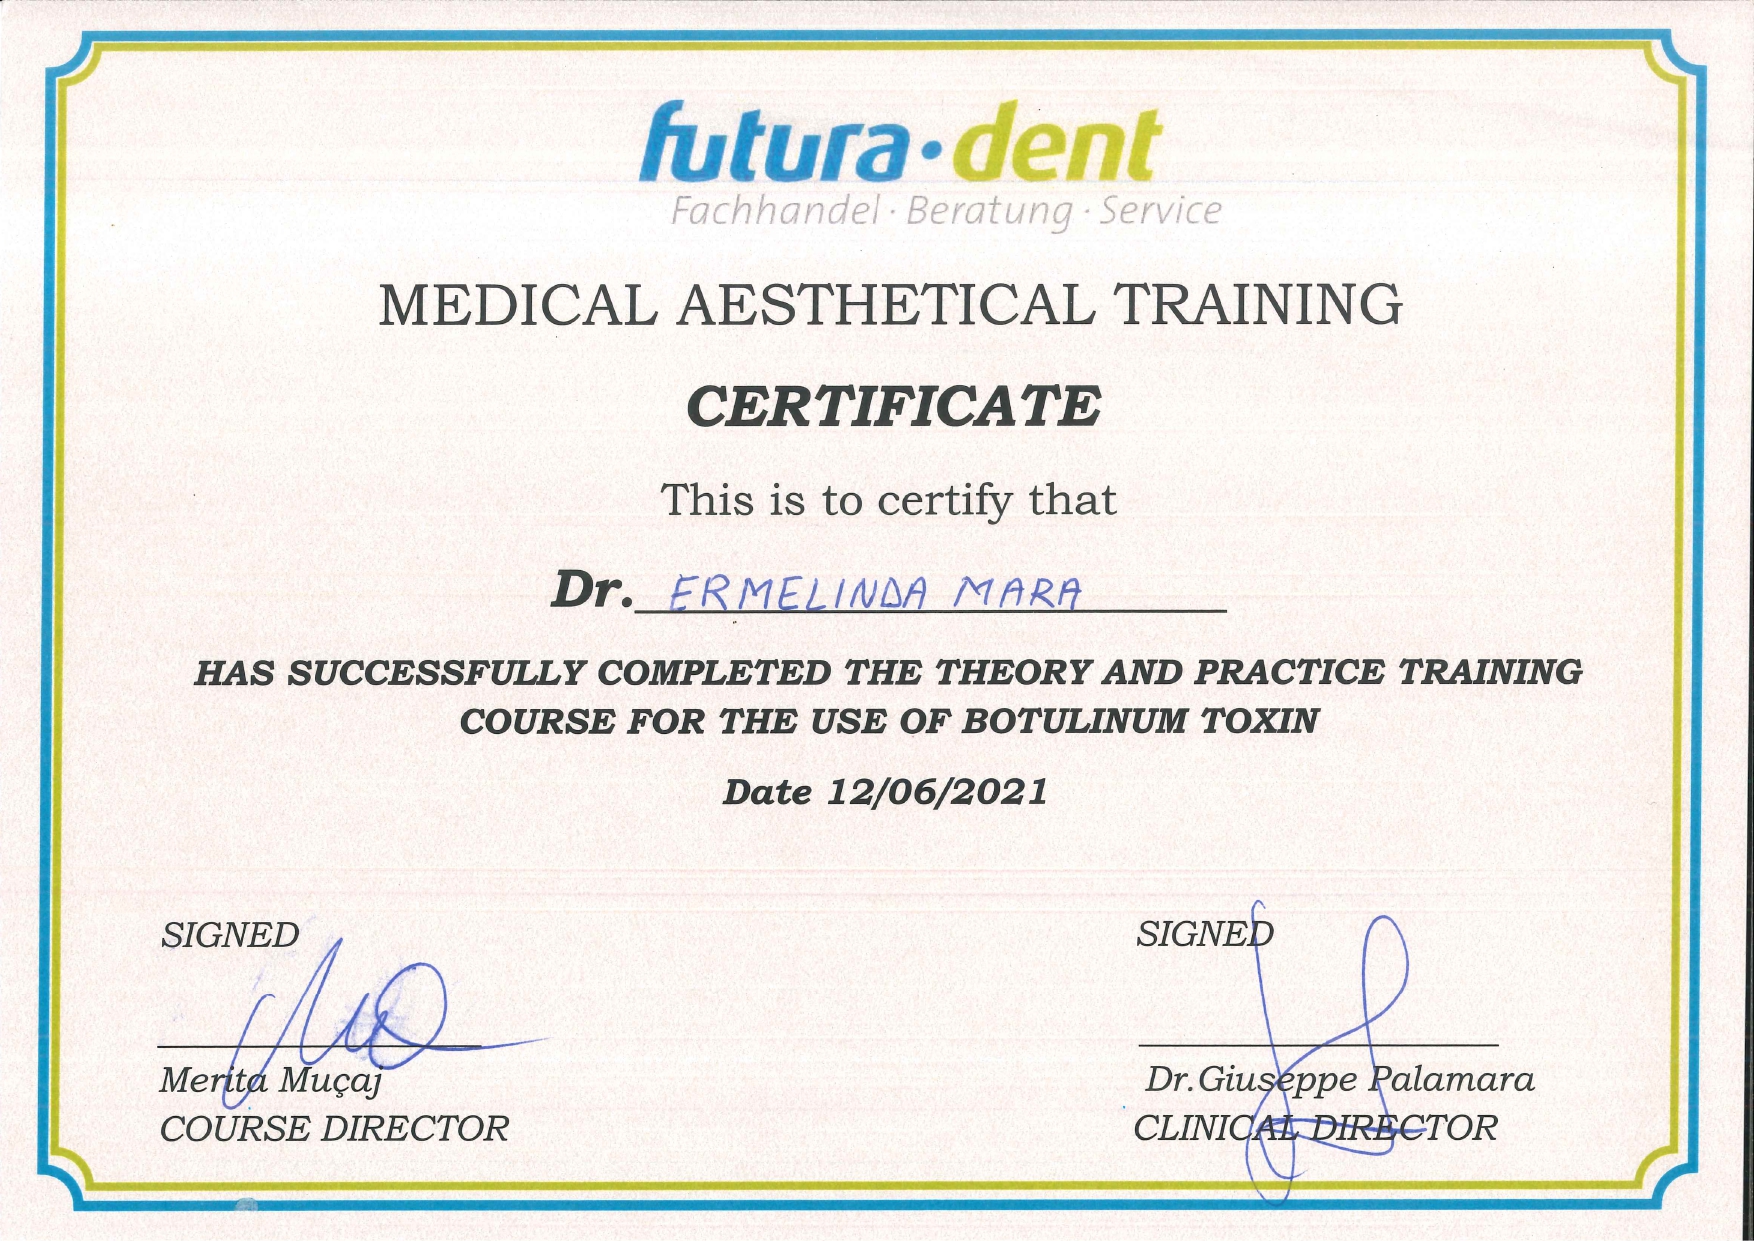 futura·dent
Fachhandel · Beratung · Service
MEDICAL AESTHETICAL TRAINING
CERTIFICATE
This is to certify that
Dr. ERMELINDA MARA
HAS SUCCESSFULLY COMPLETED THE THEORY AND PRACTICE TRAINING
COURSE FOR THE USE OF BOTULINUM TOXIN
Date 12/06/2021
SIGNED
Merita Muçaj
COURSE DIRECTOR
SIGNED
Dr.Giuseppe Palamara
CLINICAL DIRECTOR